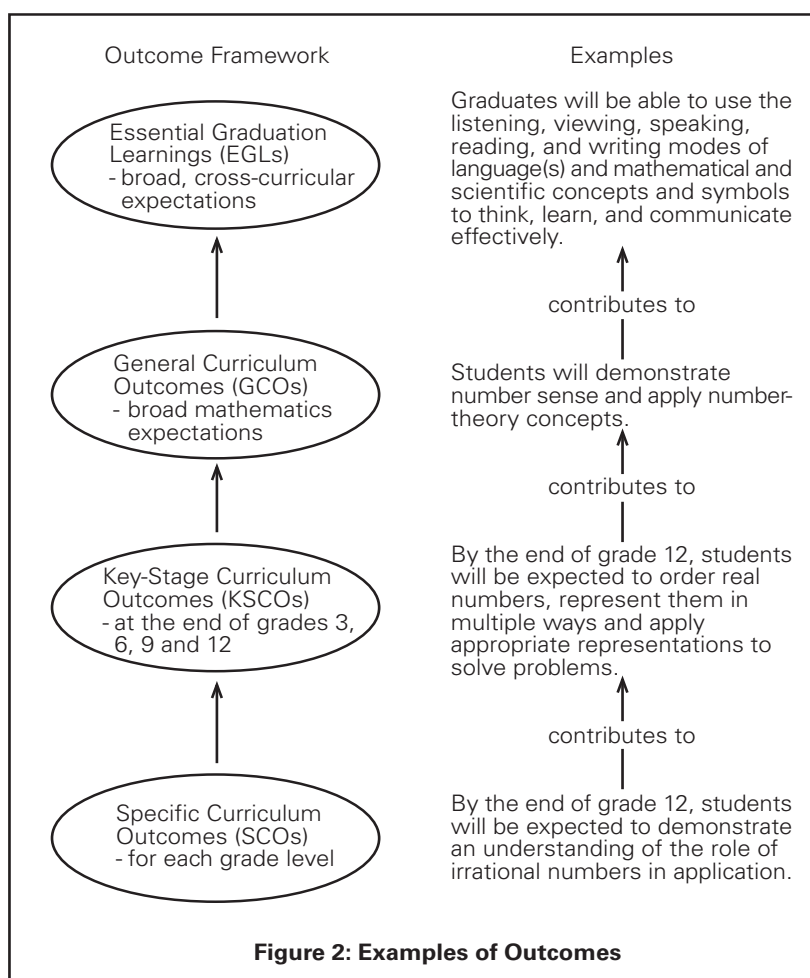 Outcome Framework
Examples
Essential Graduation
Learnings (EGLs)
- broad, cross-curricular
expectations
Graduates will be able to use the
listening, viewing, speaking,
reading, and writing modes of
language(s) and mathematical and
scientific concepts and symbols
to think, learn, and communicate
effectively.
contributes to
General Curriculum
Outcomes (GCOs)
- broad mathematics
expectations
Students will demonstrate
number sense and apply number-
theory concepts.
contributes to
Key-Stage Curriculum
Outcomes (KSCOs)
- at the end of grades 3,
6, 9 and 12
By the end of grade 12, students
will be expected to order real
numbers, represent them in
multiple ways and apply
appropriate representations to
solve problems.
contributes to
Specific Curriculum
Outcomes (SCOs)
- for each grade level
By the end of grade 12, students
will be expected to demonstrate
an understanding of the role of
irrational numbers in application.
Figure 2: Examples of Outcomes